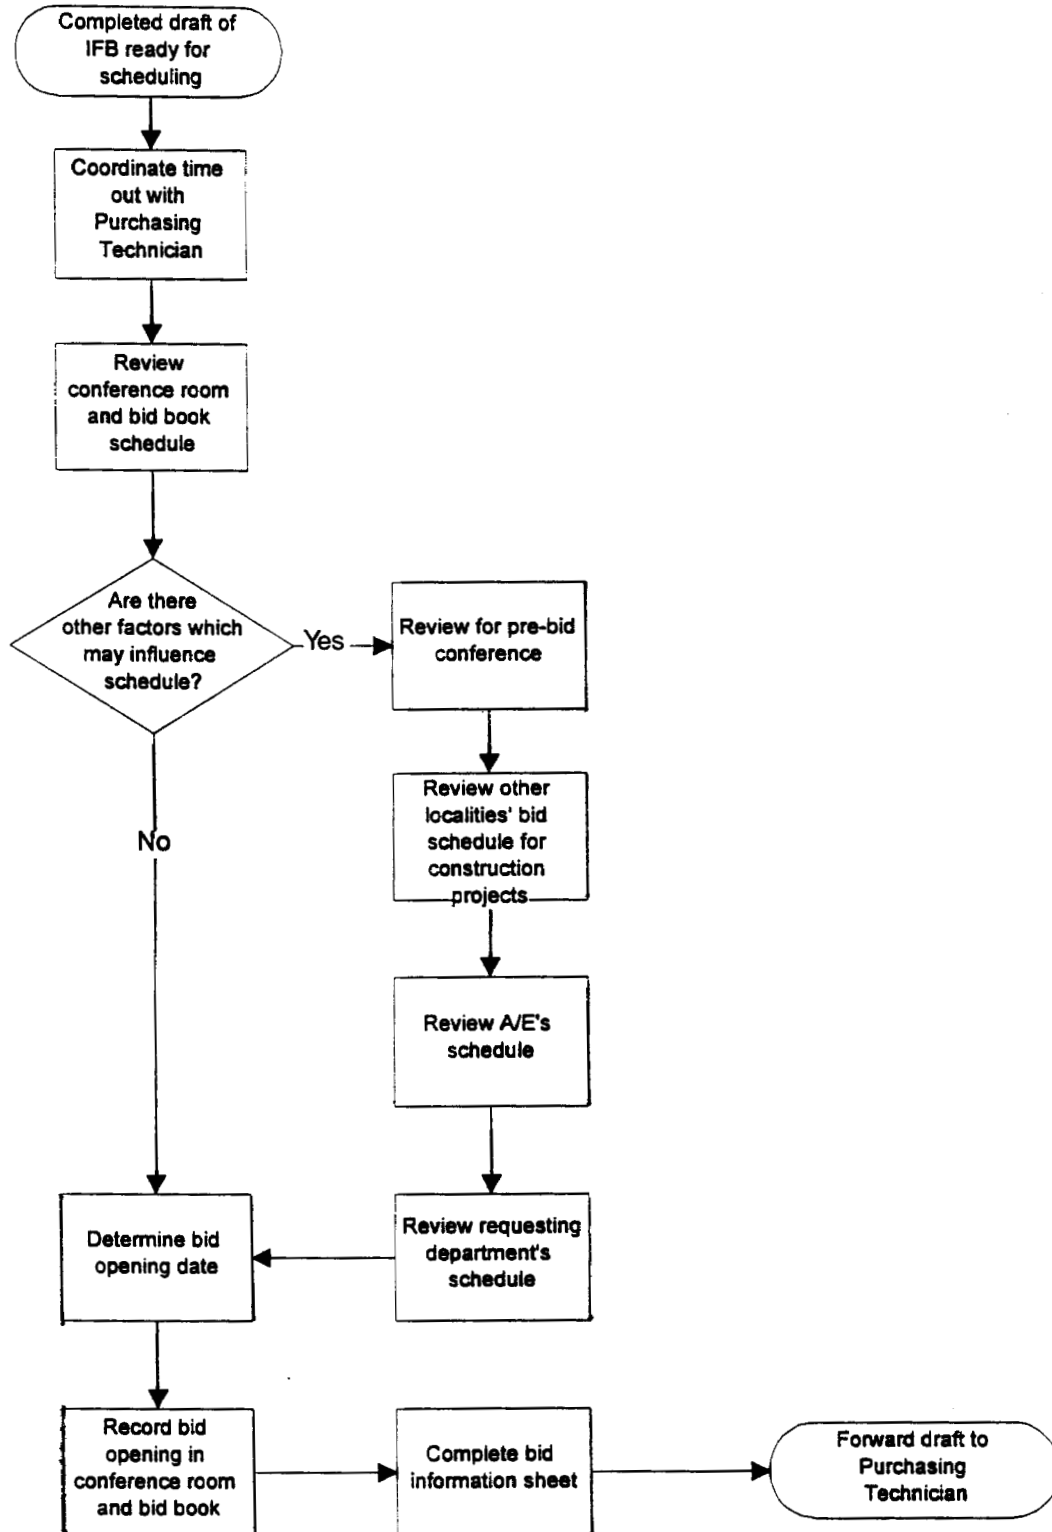 Completed draft of
IFB ready for
scheduling
Coordinate time
out with
Purchasing
Technician
Review
conference room
and bid book
schedule
Are there
other factors which
may influence
schedule?
Yes
Review for pre-bid
conference
Review other
localities' bid
schedule for
construction
projects
No
Review A/E's
schedule
Review requesting
department's
schedule
Determine bid
opening date
Record bid
opening in
conference room
and bid book
Complete bid
information sheet
Forward draft to
Purchasing
Technician